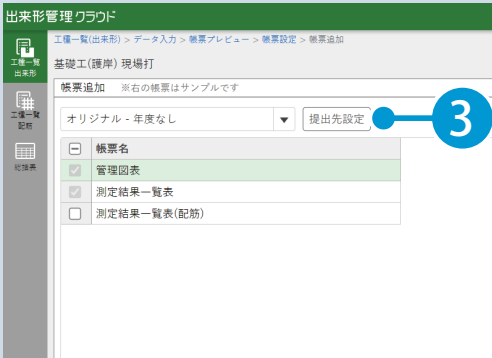 出来形管理クラウド
工種一覧(出来形) > データ入力 > 帳票プレビュー > 帳票設定 > 帳票追加
工種一覧
出来形
基礎工(護岸) 現場打
帳票追加 ※右の帳票はサンプルです
工種一覧
配筋
オリジナル - 年度なし
提出先設定
3
帳票名
総括表
管理図表
測定結果一覧表
測定結果一覧表(配筋)